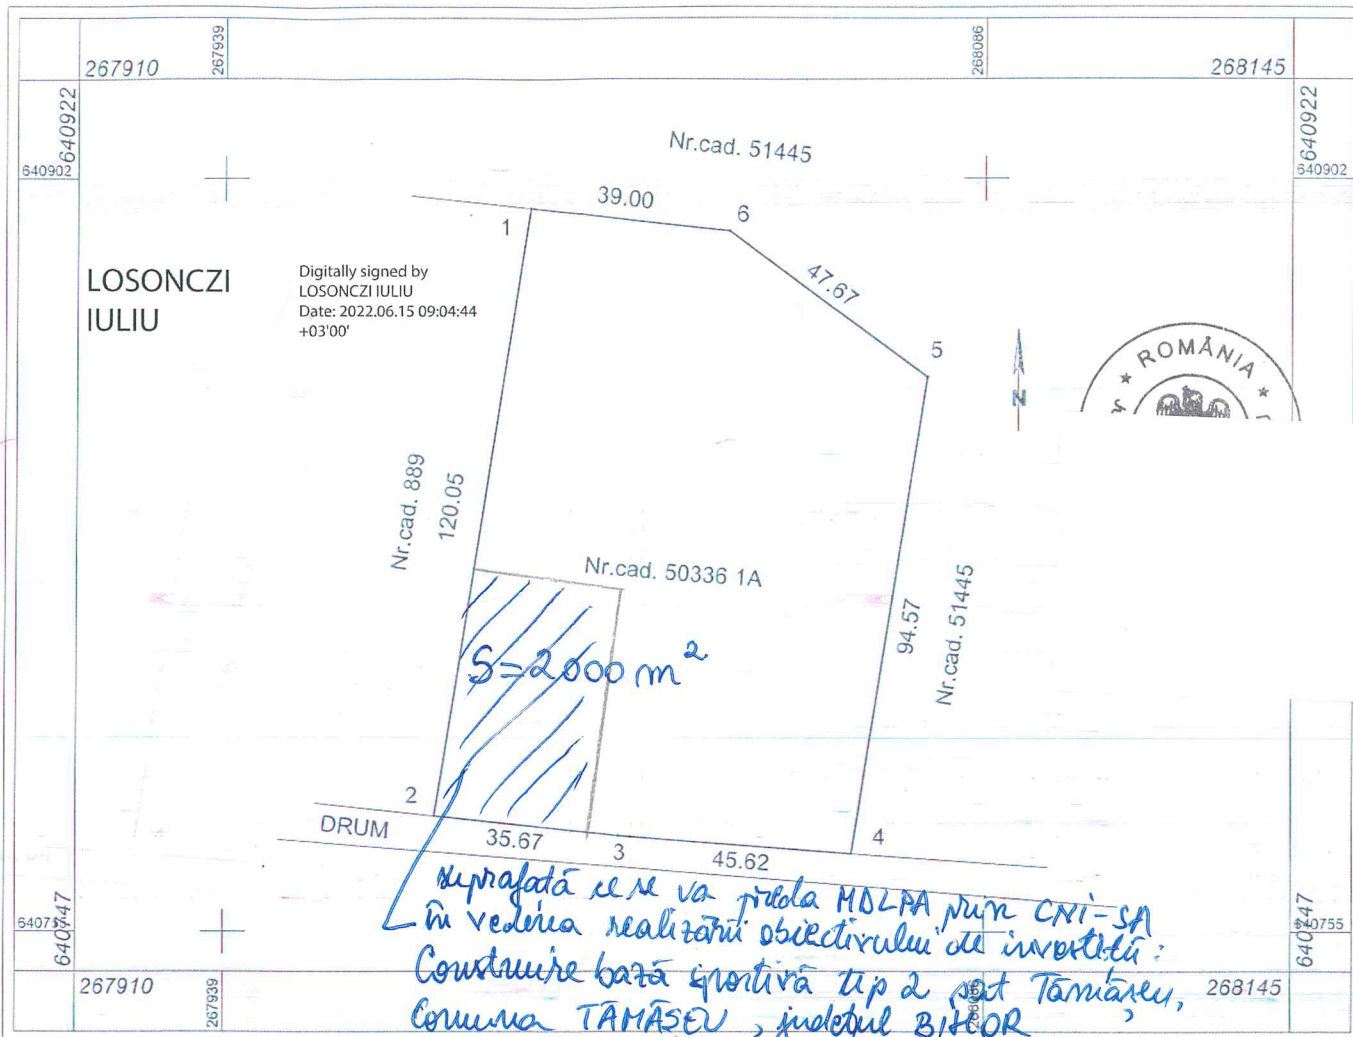 267910
267939
268086
268145
640922
640922
640902
640902
Nr.cad. 51445
39.00
1
6
LOSONCZI
IULIU
Digitally signed by
LOSONCZI IULIU
Date: 2022.06.15 09:04:44
+03'00'
47.67
5
N
★ ROMÂNIA ★
Nr.cad. 889
120.05
Nr.cad. 50336 1A
94.57
Nr.cad. 51445
S=2000 m²
2
DRUM
35.67
3
45.62
4
suprafată ce se va preda MDLPA prin CNI-SA
în vederea realizării obiectivului de investiții:
Construire bază sportivă tip 2 sat Tămășeu,
Comuna TĂMĂȘEU, județul BIHOR
640747
640747
640755
267910
267939
268145